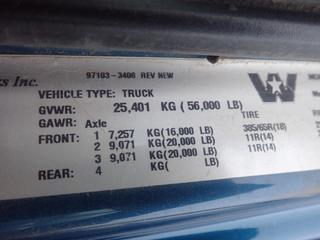 97103-3406 REV NEW
ks Inc.
VEHICLE TYPE: TRUCK
GVWR: 25,401 KG (56,000 LB)
GAWR: Axle TIRE
FRONT: 1 7,257 KG(16,000 LB) 385/65R(18)
2 9,071 KG(20,000 LB) 11R(14)
3 9,071 KG(20,000 LB) 11R(14)
REAR: 4 KG( LB)
W